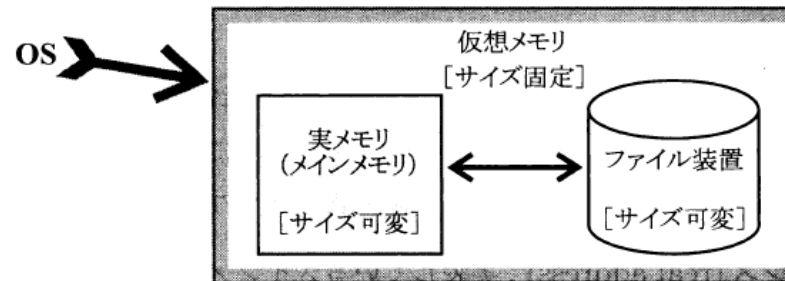 OS
仮想メモリ
[サイズ固定]
実メモリ
(メインメモリ)
[サイズ可変]
ファイル装置
[サイズ可変]